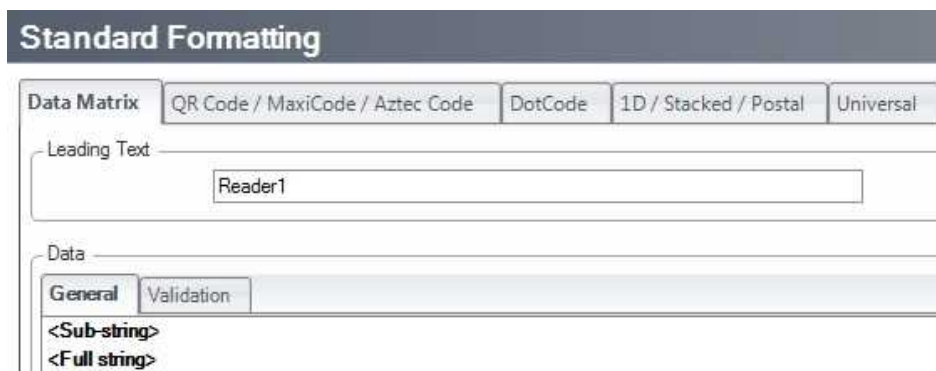 Standard Formatting
Data Matrix QR Code / MaxiCode / Aztec Code DotCode 1D / Stacked / Postal Universal
Leading Text
Reader1
Data
General Validation
<Sub-string>
<Full string>